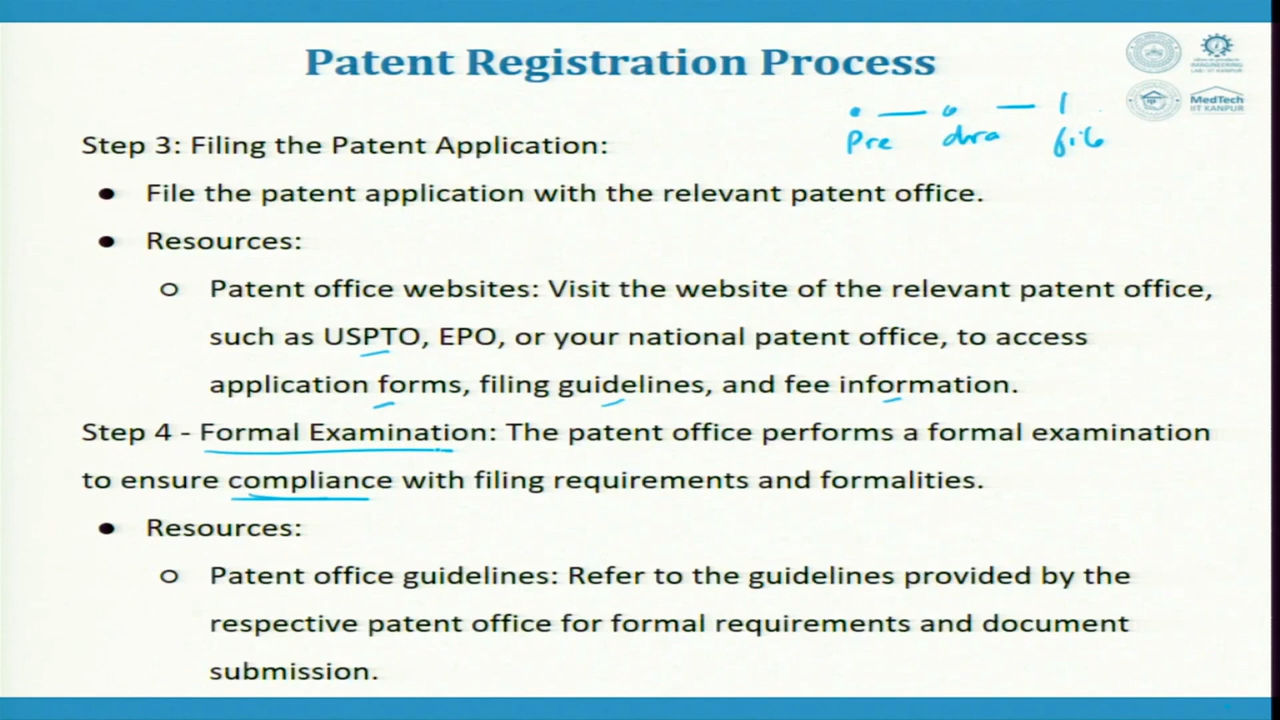 Patent Registration Process
MedTech
IIT KANPUR
Pre dra file
Step 3: Filing the Patent Application:
● File the patent application with the relevant patent office.
● Resources:
○ Patent office websites: Visit the website of the relevant patent office,
such as USPTO, EPO, or your national patent office, to access
application forms, filing guidelines, and fee information.
Step 4 - Formal Examination: The patent office performs a formal examination
to ensure compliance with filing requirements and formalities.
● Resources:
○ Patent office guidelines: Refer to the guidelines provided by the
respective patent office for formal requirements and document
submission.